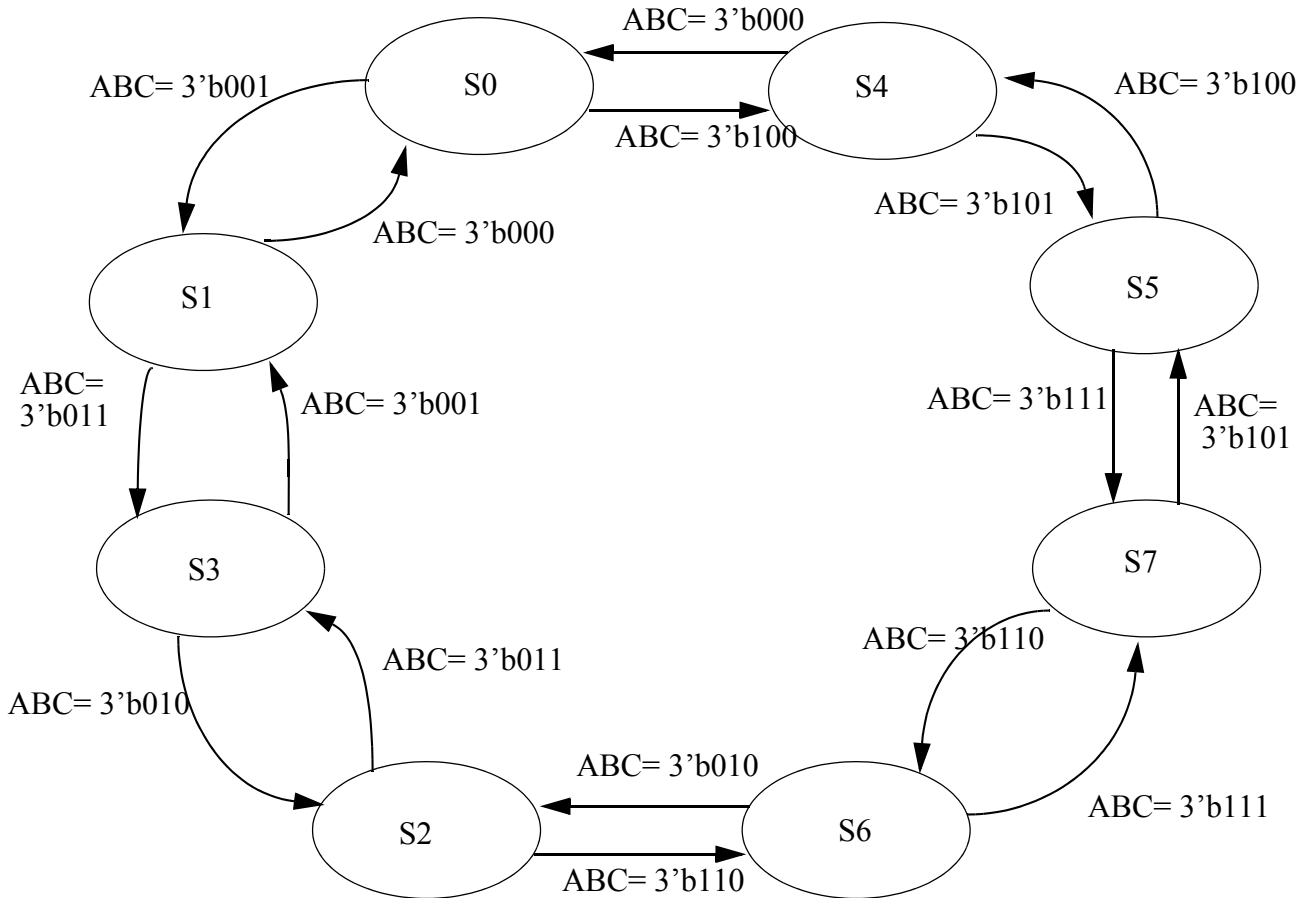 ABC= 3’b000
S0
S4
ABC= 3’b001
ABC= 3’b100
ABC= 3’b100
ABC= 3’b101
ABC= 3’b000
S1
S5
ABC=
3’b011
ABC= 3’b001
ABC= 3’b111
ABC=
3’b101
S3
S7
ABC= 3’b110
ABC= 3’b011
ABC= 3’b010
ABC= 3’b010
ABC= 3’b111
S2
S6
ABC= 3’b110